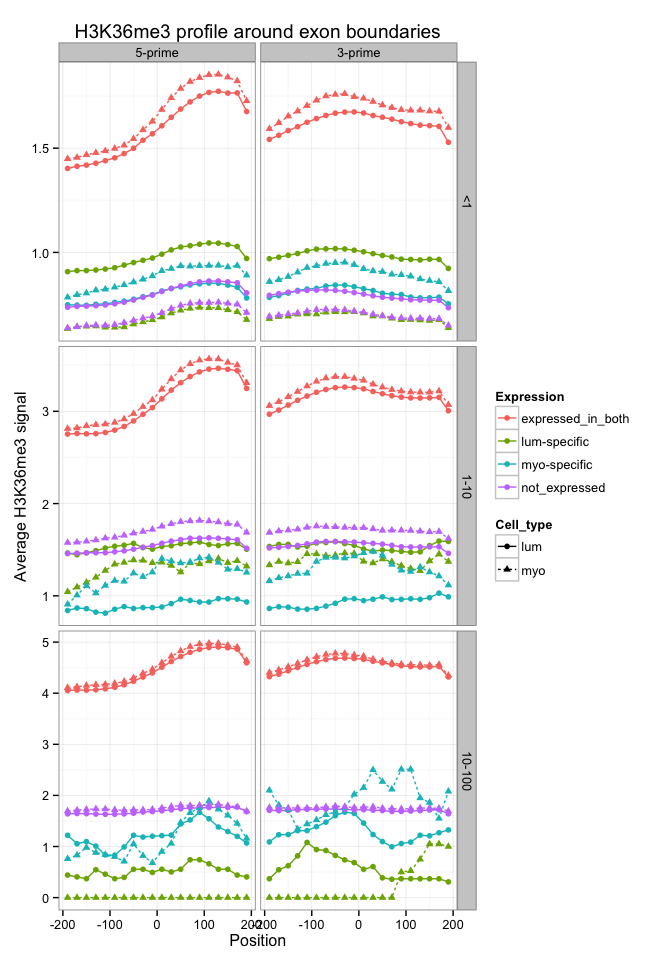 H3K36me3 profile around exon boundaries
5-prime
3-prime
1.5
1.0
<1
3
2
1
1-10
5
4
3
2
1
0
10-100
Average H3K36me3 signal
-200 -100 0 100 200
-200 -100 0 100 200
Position
Expression
expressed_in_both
lum-specific
myo-specific
not_expressed
Cell_type
lum
myo